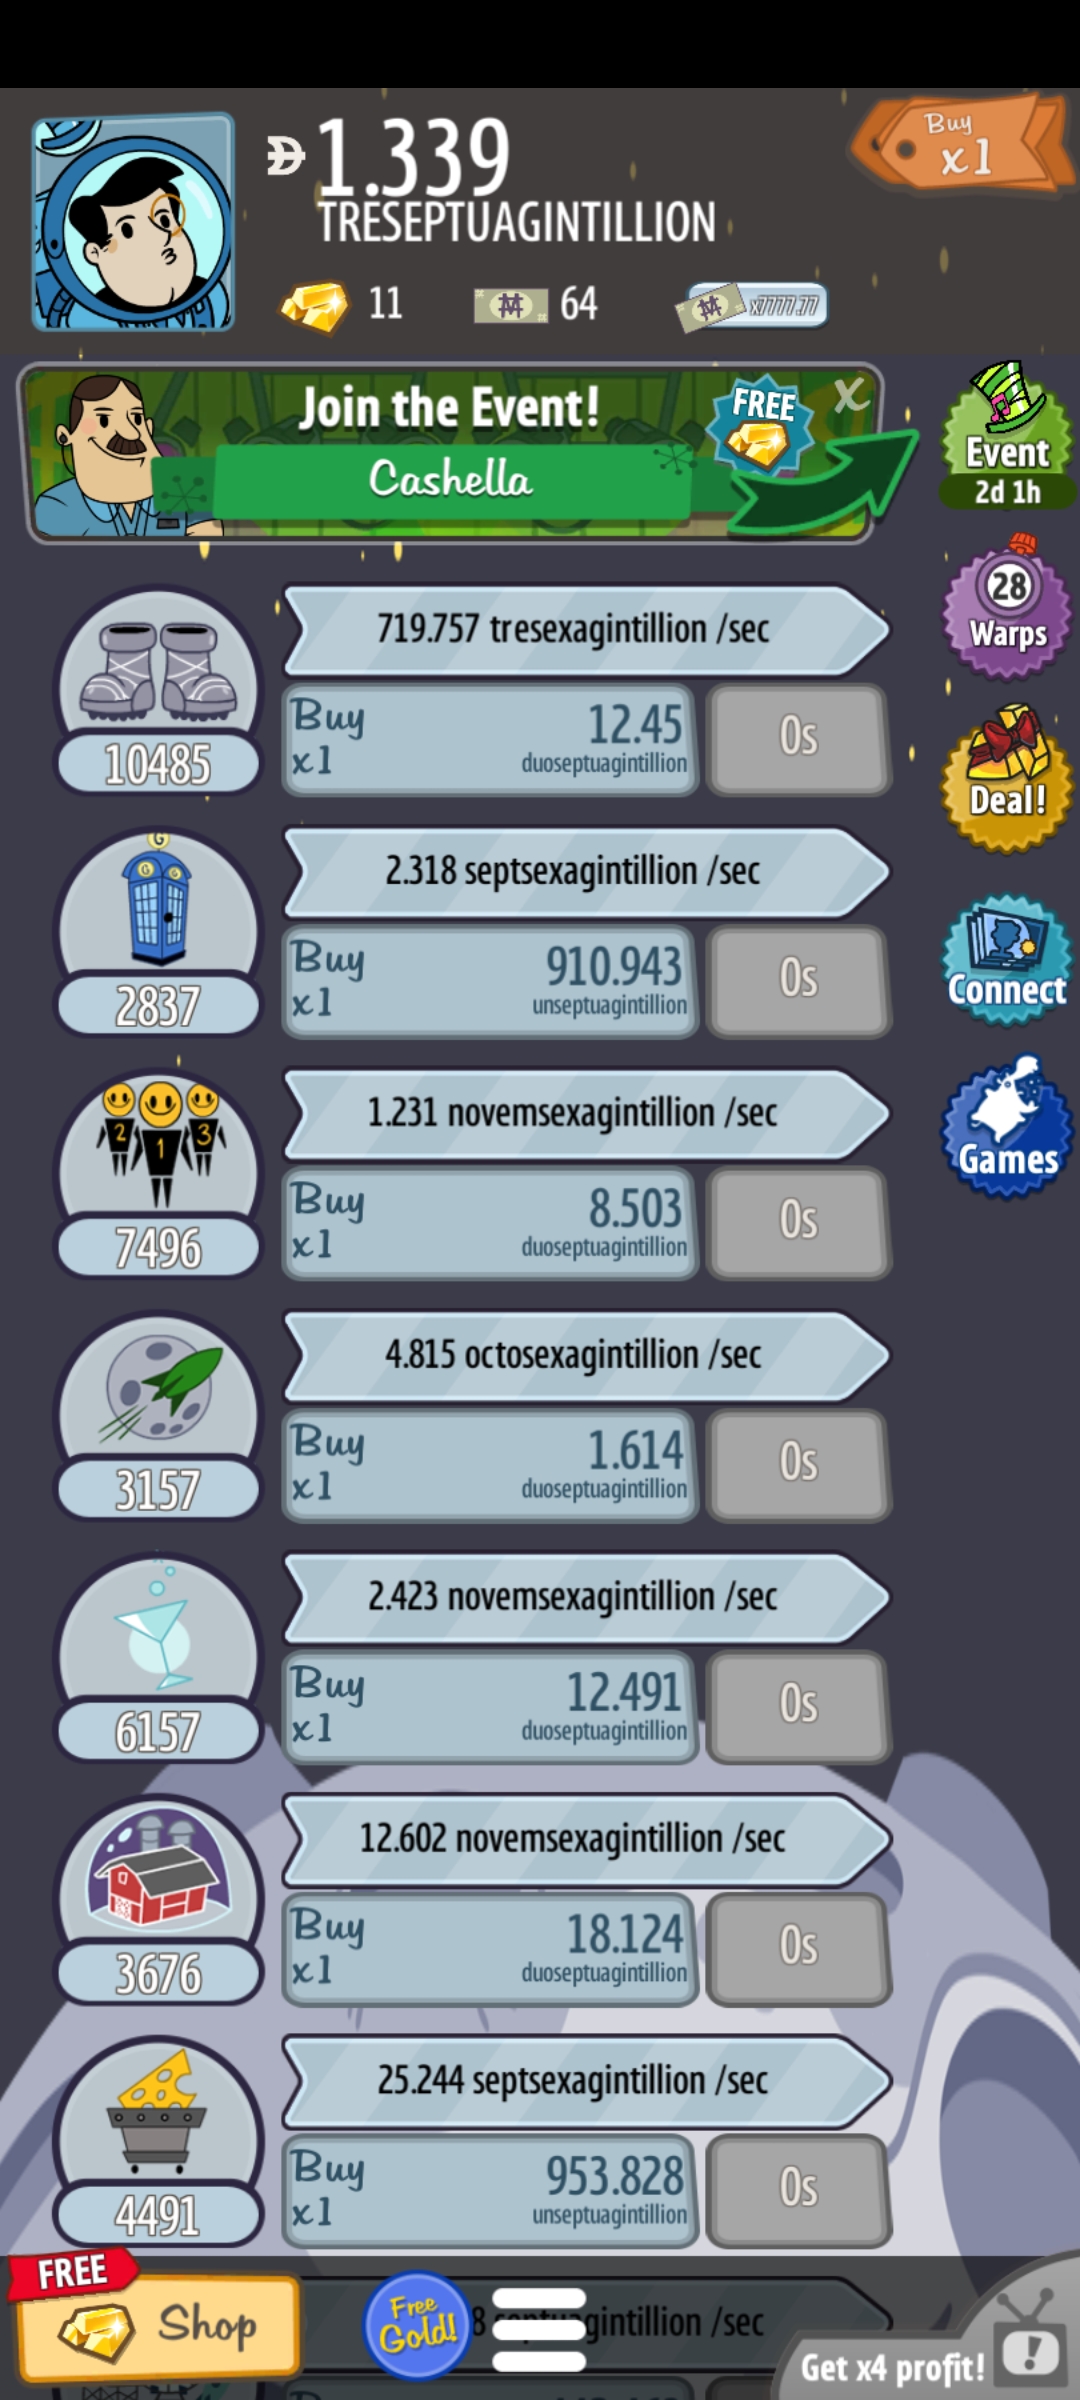 Buy
x1
1.339
TRESEPTUAGINTILLION
11
64
x7777.77
Join the Event!
FREE
X
Cashella
Event
2d 1h
28
Warps
Deal!
Connect
Games
719.757 tresexagintillion /sec
Buy
x1
12.45
duoseptuagintillion
0s
10485
G
G G
2.318 septsexagintillion /sec
Buy
x1
910.943
unseptuagintillion
0s
2837
2 1 3
1.231 novemsexagintillion /sec
Buy
x1
8.503
duoseptuagintillion
0s
7496
4.815 octosexagintillion /sec
Buy
x1
1.614
duoseptuagintillion
0s
3157
2.423 novemsexagintillion /sec
Buy
x1
12.491
duoseptuagintillion
0s
6157
12.602 novemsexagintillion /sec
Buy
x1
18.124
duoseptuagintillion
0s
3676
25.244 septsexagintillion /sec
Buy
x1
953.828
unseptuagintillion
0s
4491
FREE
Shop
Free
Gold!
8 septuagintillion /sec
Get x4 profit!
!